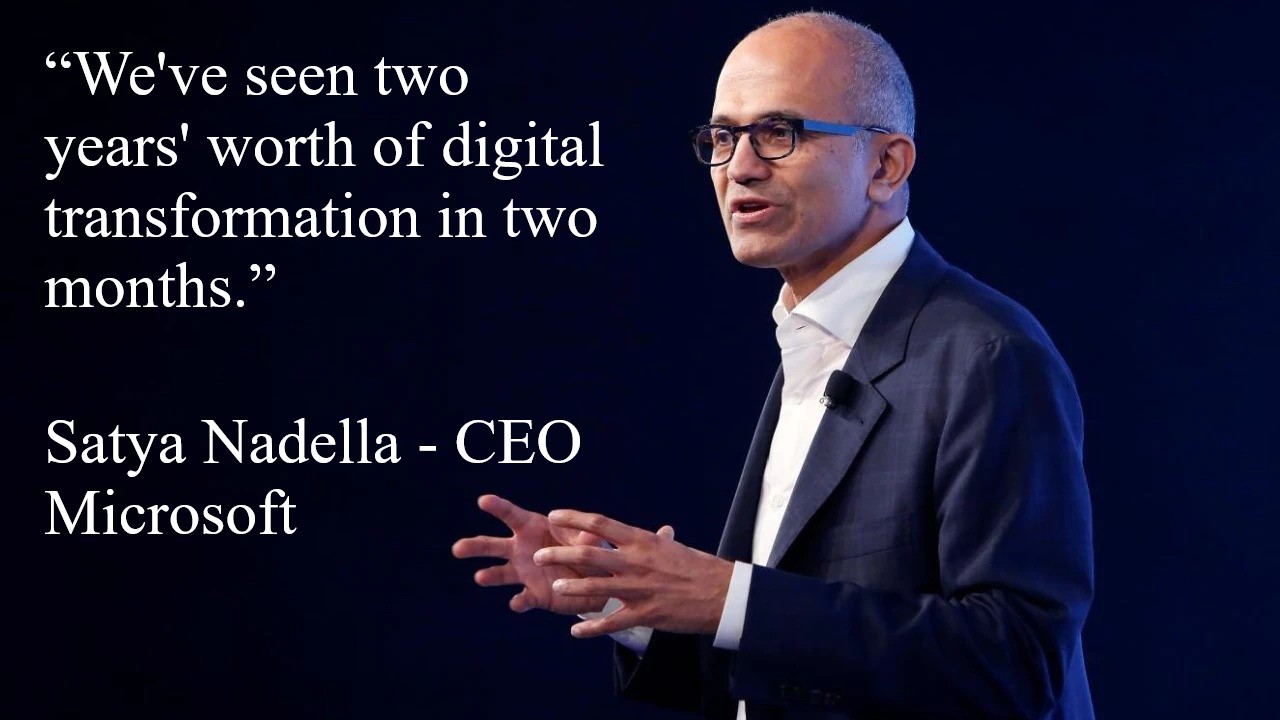 “We've seen two
years' worth of digital
transformation in two
months.”
Satya Nadella - CEO
Microsoft